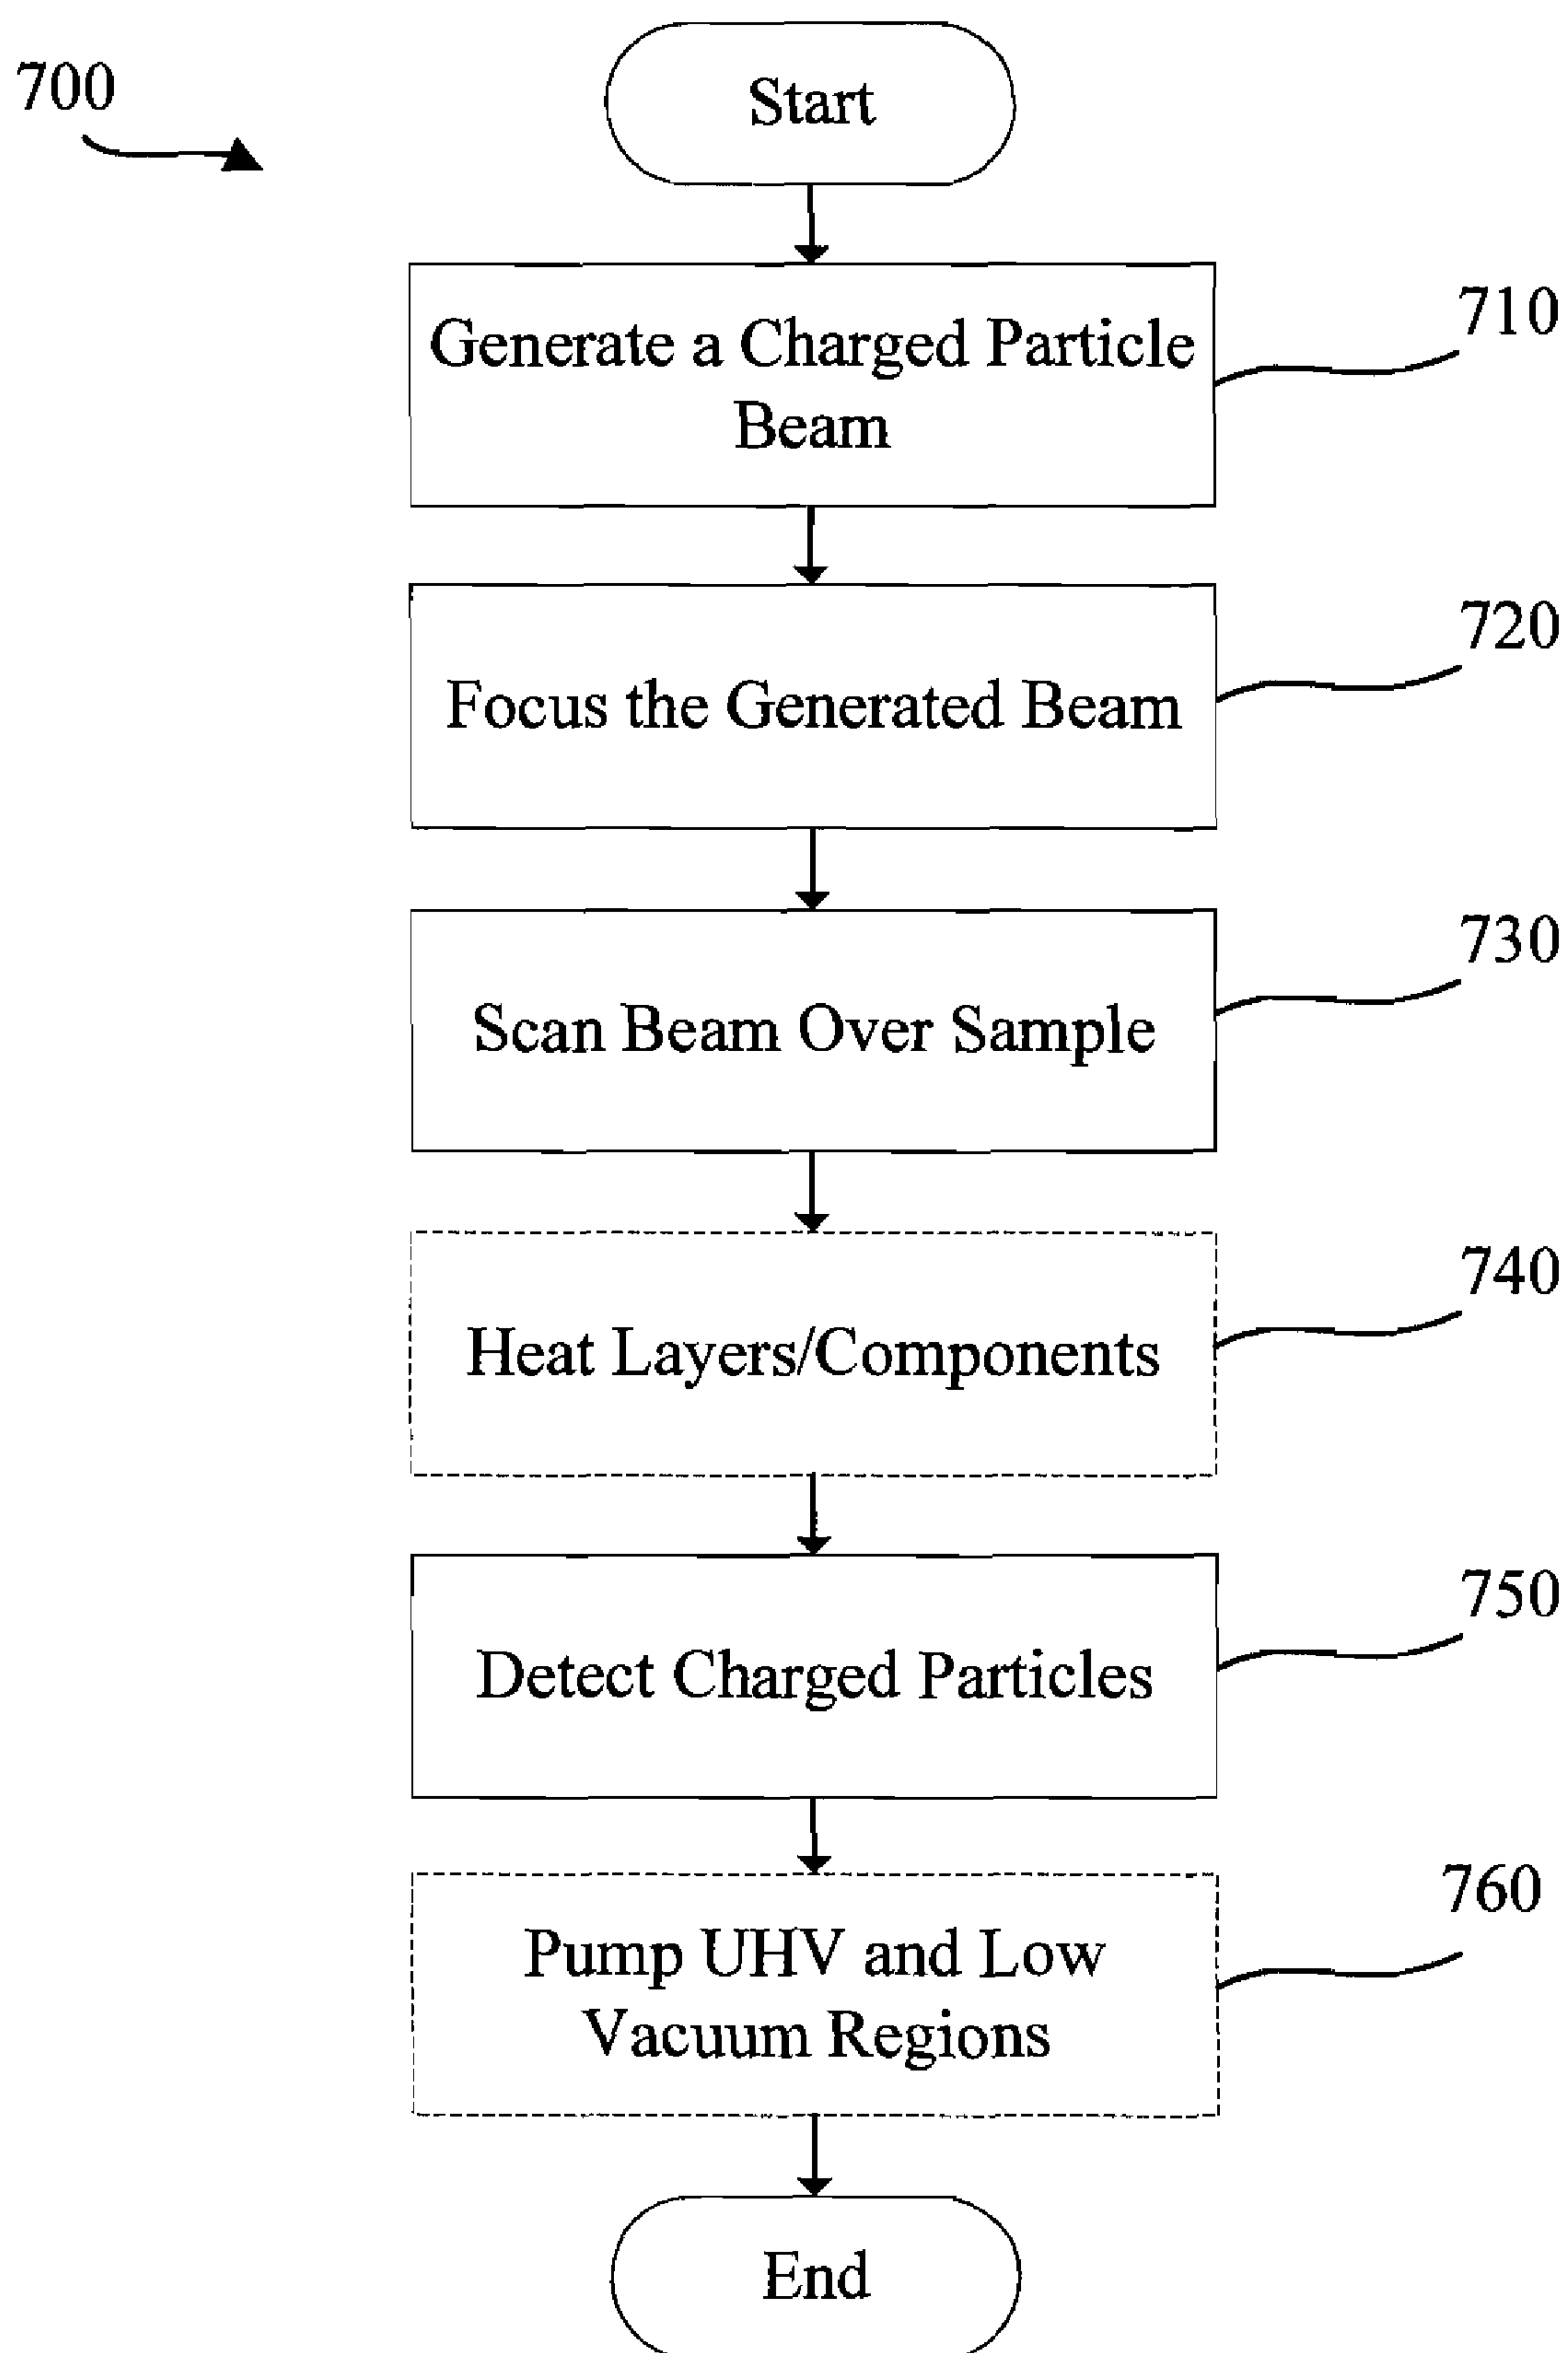 700
Start
Generate a Charged Particle
Beam
710
Focus the Generated Beam
720
Scan Beam Over Sample
730
Heat Layers/Components
740
Detect Charged Particles
750
Pump UHV and Low
Vacuum Regions
760
End